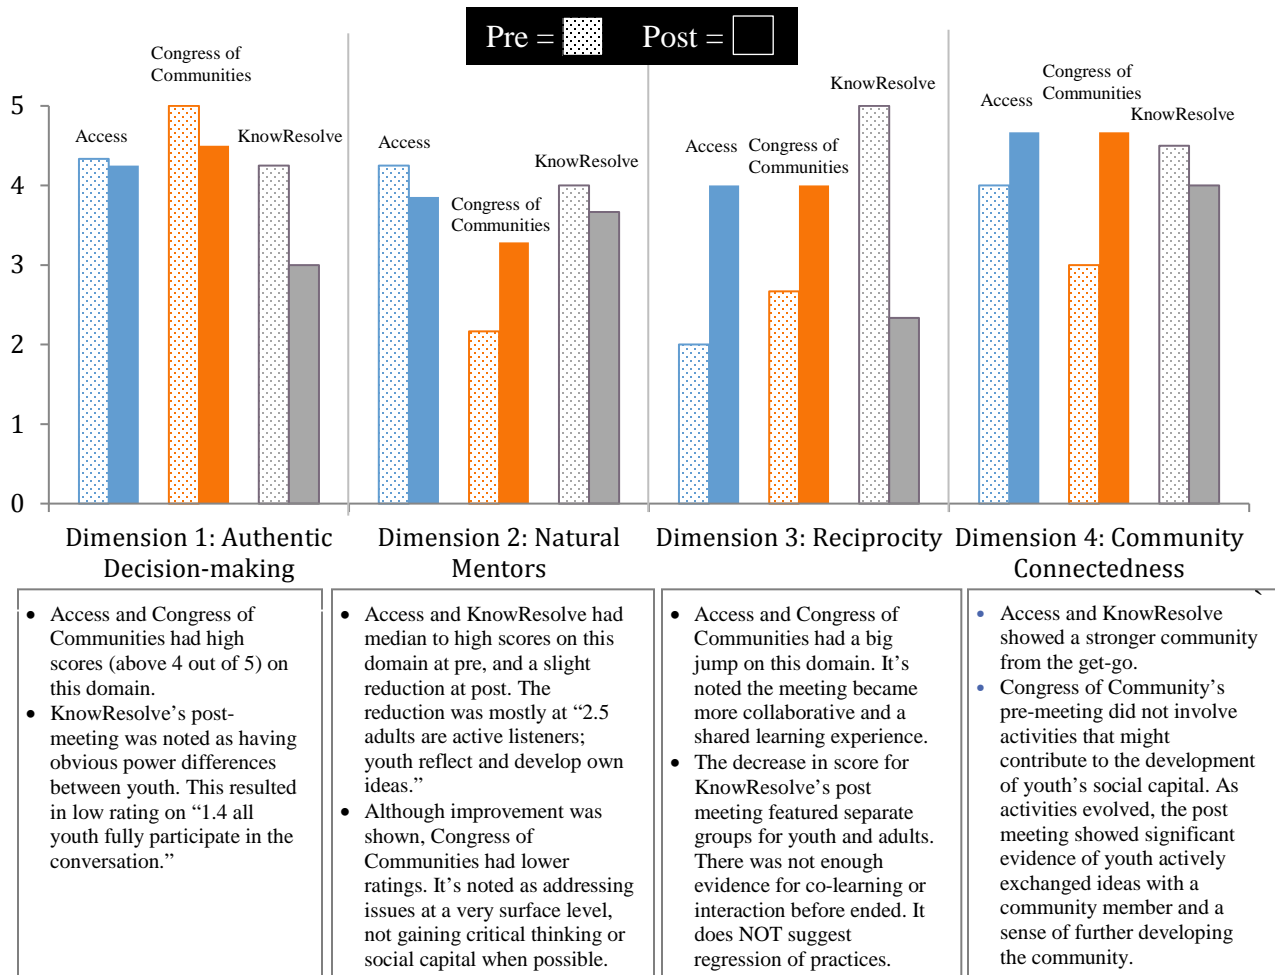 Pre = Post =
Congress of
Communities
Access
KnowResolve
Access
Congress of
Communities
KnowResolve
Access
Congress of
Communities
KnowResolve
Access
Congress of
Communities
KnowResolve
5
4
3
2
1
0
Dimension 1: Authentic
Decision-making
Dimension 2: Natural
Mentors
Dimension 3: Reciprocity
Dimension 4: Community
Connectedness
• Access and Congress of
Communities had high
scores (above 4 out of 5) on
this domain.
• KnowResolve’s post-
meeting was noted as having
obvious power differences
between youth. This resulted
in low rating on “1.4 all
youth fully participate in the
conversation.”
• Access and KnowResolve had
median to high scores on this
domain at pre, and a slight
reduction at post. The
reduction was mostly at “2.5
adults are active listeners;
youth reflect and develop own
ideas.”
• Although improvement was
shown, Congress of
Communities had lower
ratings. It’s noted as addressing
issues at a very surface level,
not gaining critical thinking or
social capital when possible.
• Access and Congress of
Communities had a big
jump on this domain. It’s
noted the meeting became
more collaborative and a
shared learning experience.
• The decrease in score for
KnowResolve’s post
meeting featured separate
groups for youth and adults.
There was not enough
evidence for co-learning or
interaction before ended. It
does NOT suggest
regression of practices.
• Access and KnowResolve
showed a stronger community
from the get-go.
• Congress of Community’s
pre-meeting did not involve
activities that might
contribute to the development
of youth’s social capital. As
activities evolved, the post
meeting showed significant
evidence of youth actively
exchanged ideas with a
community member and a
sense of further developing
the community.